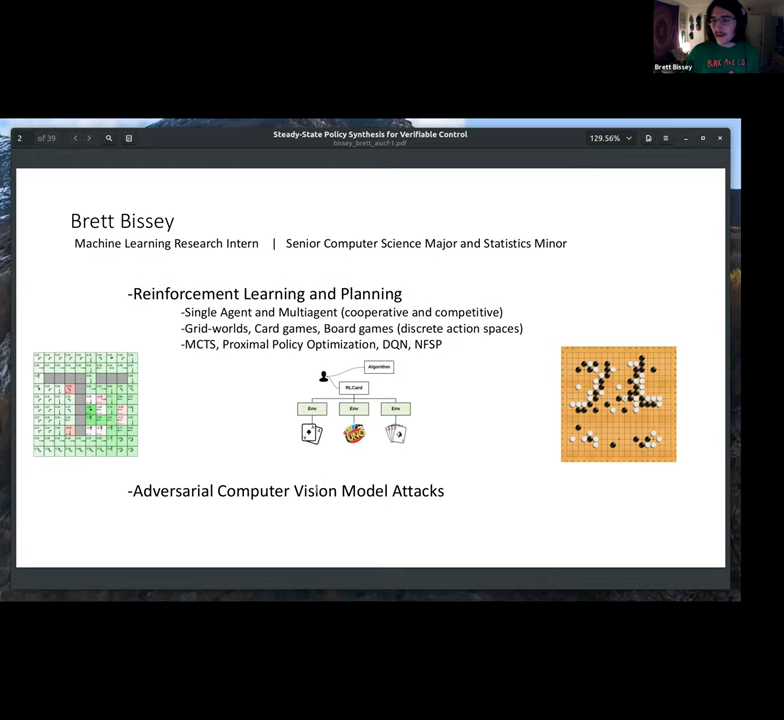 Brett Bissey
2 of 39
Steady-State Policy Synthesis for Verifiable Control
bissey_brett_aiucf-1.pdf
129.56%
Brett Bissey
Machine Learning Research Intern | Senior Computer Science Major and Statistics Minor
-Reinforcement Learning and Planning
-Single Agent and Multiagent (cooperative and competitive)
-Grid-worlds, Card games, Board games (discrete action spaces)
-MCTS, Proximal Policy Optimization, DQN, NFSP
Algorithm
RLCard
Env Env Env
UNO
-Adversarial Computer Vision Model Attacks